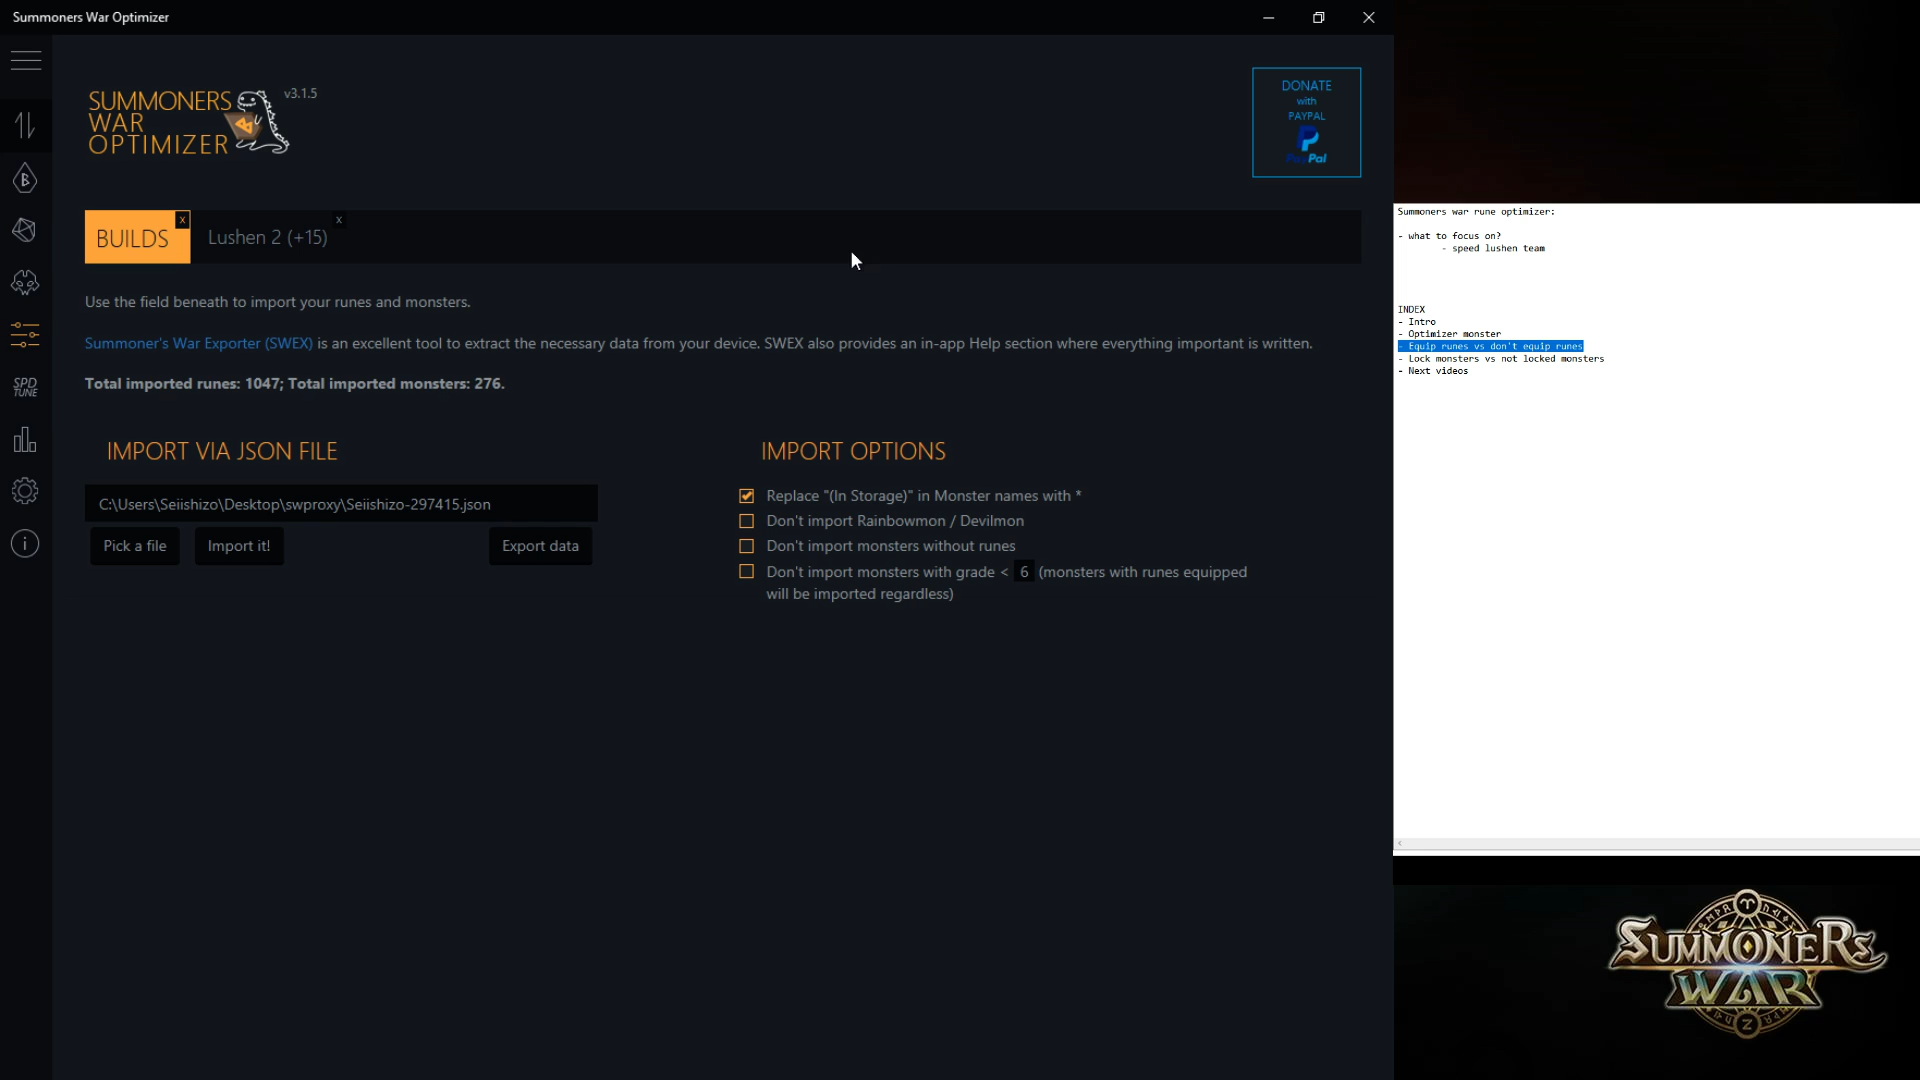 Summoners War Optimizer
SUMMONERS
WAR
OPTIMIZER
v3.1.5
DONATE
with
PAYPAL
PayPal
BUILDS x
Lushen 2 (+15) x
Use the field beneath to import your runes and monsters.
Summoner's War Exporter (SWEX) is an excellent tool to extract the necessary data from your device. SWEX also provides an in-app Help section where everything important is written.
Total imported runes: 1047; Total imported monsters: 276.
IMPORT VIA JSON FILE
C:\Users\Seiishizo\Desktop\swproxy\Seiishizo-297415.json
Pick a file
Import it!
Export data
IMPORT OPTIONS
Replace "(In Storage)" in Monster names with *
Don't import Rainbowmon / Devilmon
Don't import monsters without runes
Don't import monsters with grade < 6 (monsters with runes equipped
will be imported regardless)
SPD
TUNE
Summoners war rune optimizer:
- what to focus on?
- speed lushen team
INDEX
- Intro
- Optimizer monster
- Equip runes vs don't equip runes
- Lock monsters vs not locked monsters
- Next videos
SUMMONERS
WAR